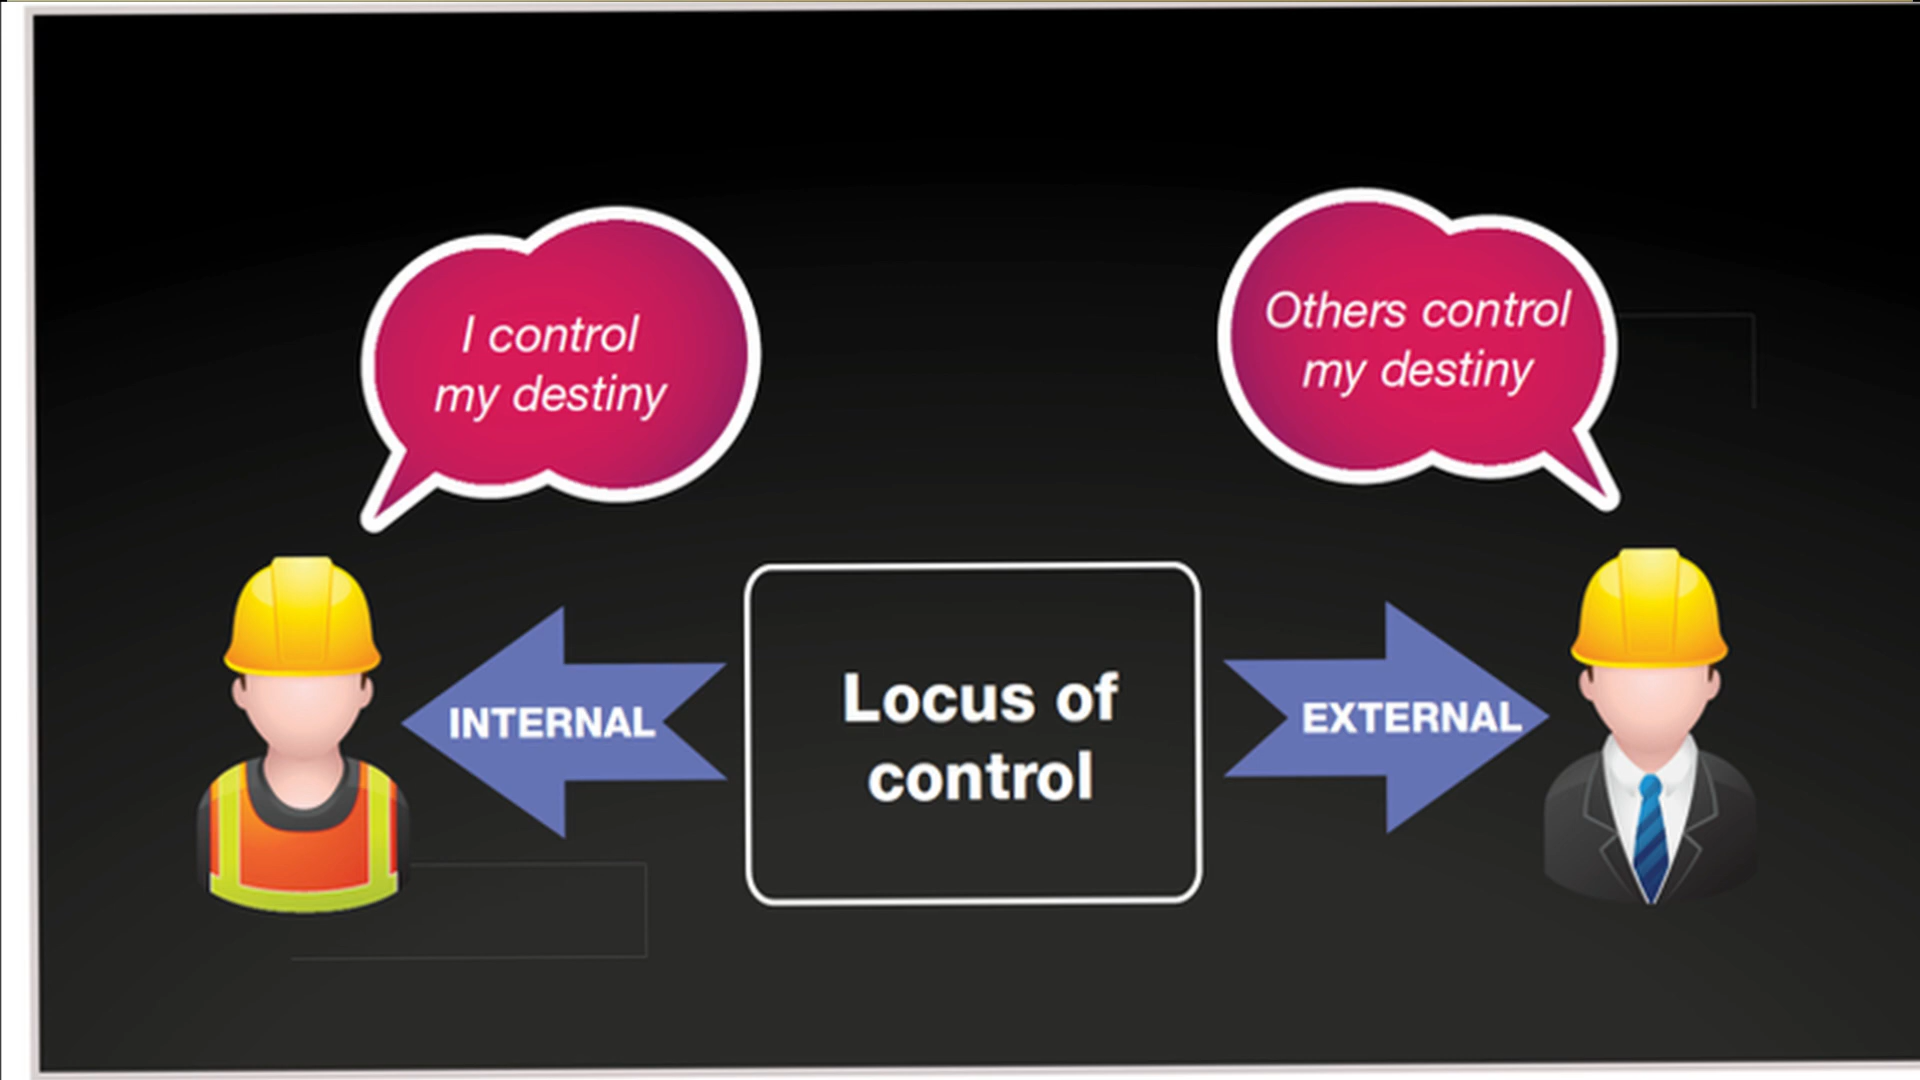 I control
my destiny
Others control
my destiny
INTERNAL
Locus of
control
EXTERNAL